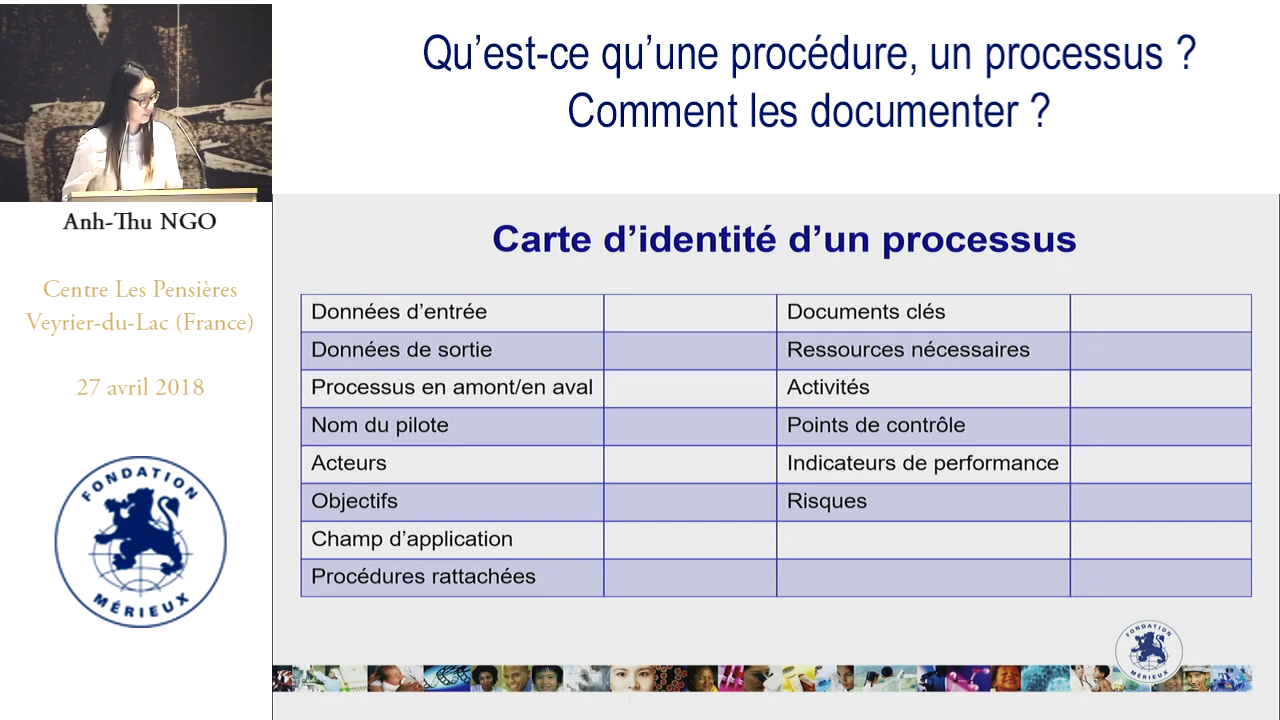 Qu’est-ce qu’une procédure, un processus ?
Comment les documenter ?
Anh-Thu NGO
Centre Les Pensières
Veyrier-du-Lac (France)
27 avril 2018
FONDATION
MÉRIEUX
Carte d’identité d’un processus
Données d’entrée
Documents clés
Données de sortie
Ressources nécessaires
Processus en amont/en aval
Activités
Nom du pilote
Points de contrôle
Acteurs
Indicateurs de performance
Objectifs
Risques
Champ d’application
Procédures rattachées
FONDATION
MÉRIEUX